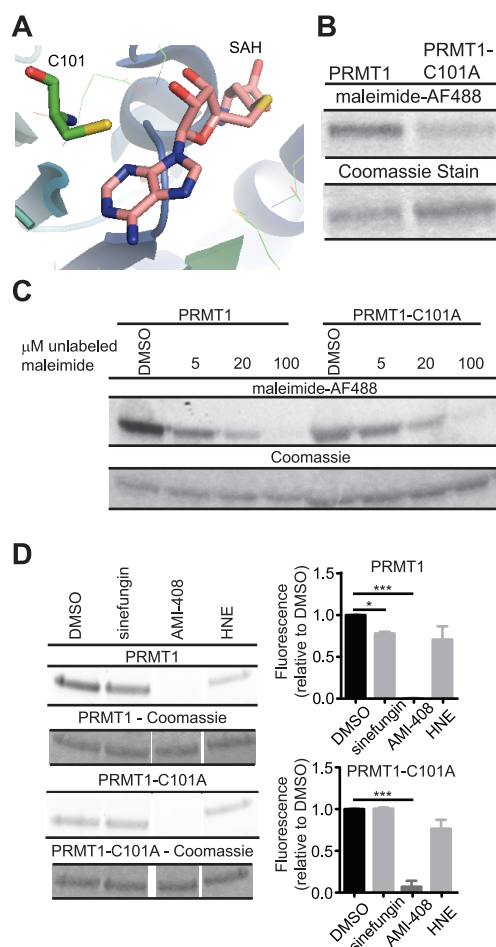 A
C101
SAH
B
PRMT1
PRMT1-
C101A
maleimide-AF488
Coomassie Stain
C
PRMT1
PRMT1-C101A
μM unlabeled
maleimide
DMSO
5
20
100
DMSO
5
20
100
maleimide-AF488
Coomassie
D
DMSO
sinefungin
AMI-408
HNE
PRMT1
PRMT1 - Coomassie
PRMT1-C101A
PRMT1-C101A - Coomassie
PRMT1
Fluorescence
(relative to DMSO)
1.5
1.0
0.5
0.0
***
*
DMSO
sinefungin
AMI-408
HNE
PRMT1-C101A
Fluorescence
(relative to DMSO)
1.5
1.0
0.5
0.0
***
DMSO
sinefungin
AMI-408
HNE